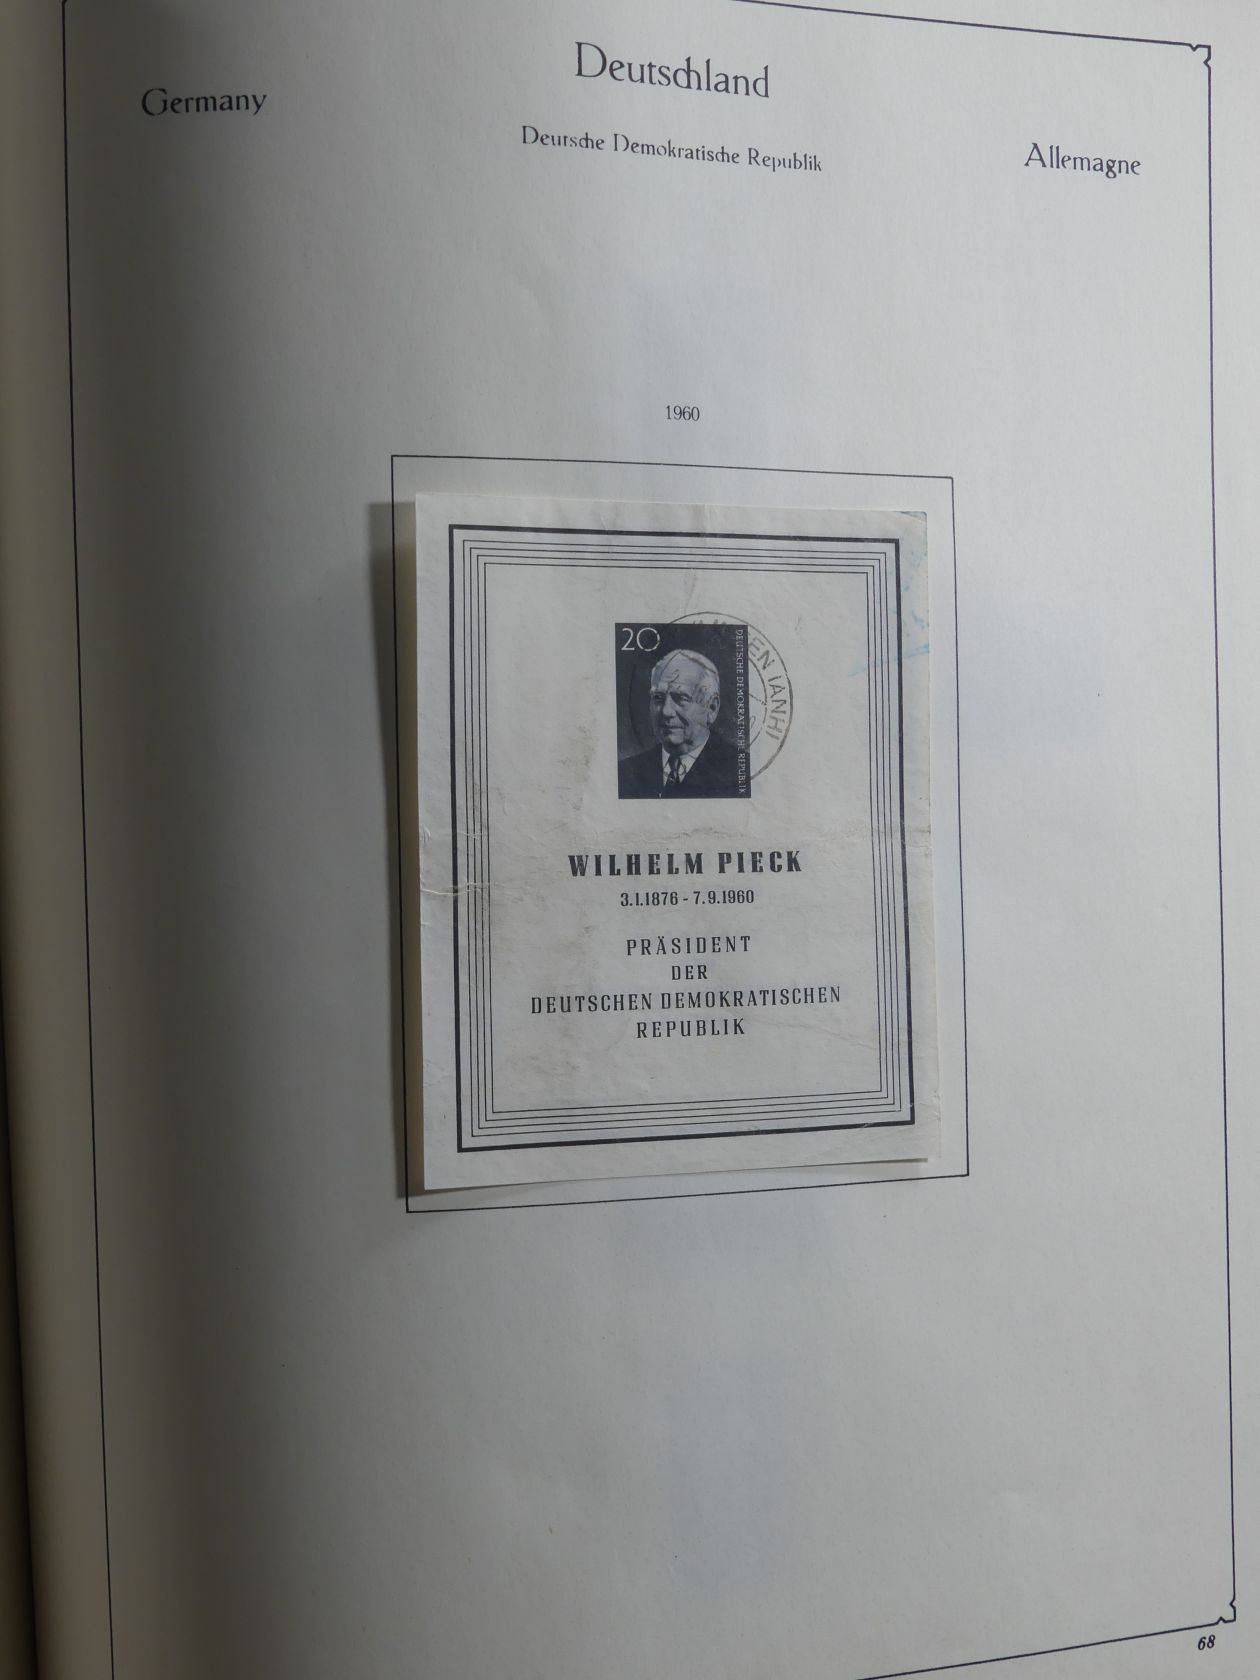 Deutschland
Germany
Deutsche Demokratische Republik
Allemagne
1960
20
DEUTSCHE DEMOKRATISCHE REPUBLIK
WILHELM PIECK
3.1.1876 - 7.9.1960
PRÄSIDENT
DER
DEUTSCHEN DEMOKRATISCHEN
REPUBLIK
68